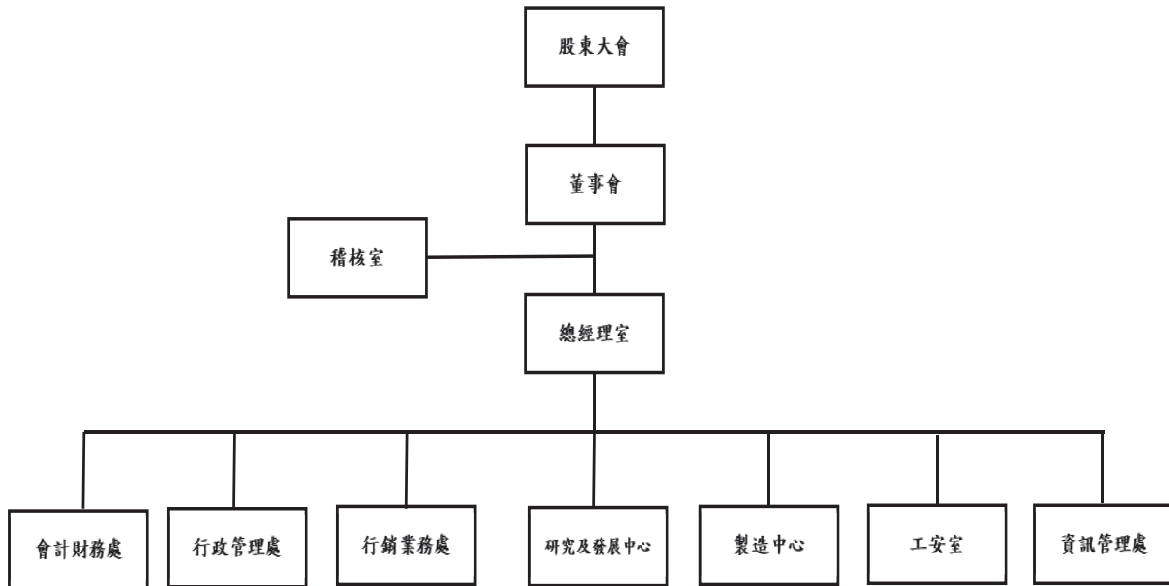 股東大會
董事會
稽核室
總經理室
會計財務處
行政管理處
行銷業務處
研究及發展中心
製造中心
工安室
資訊管理處